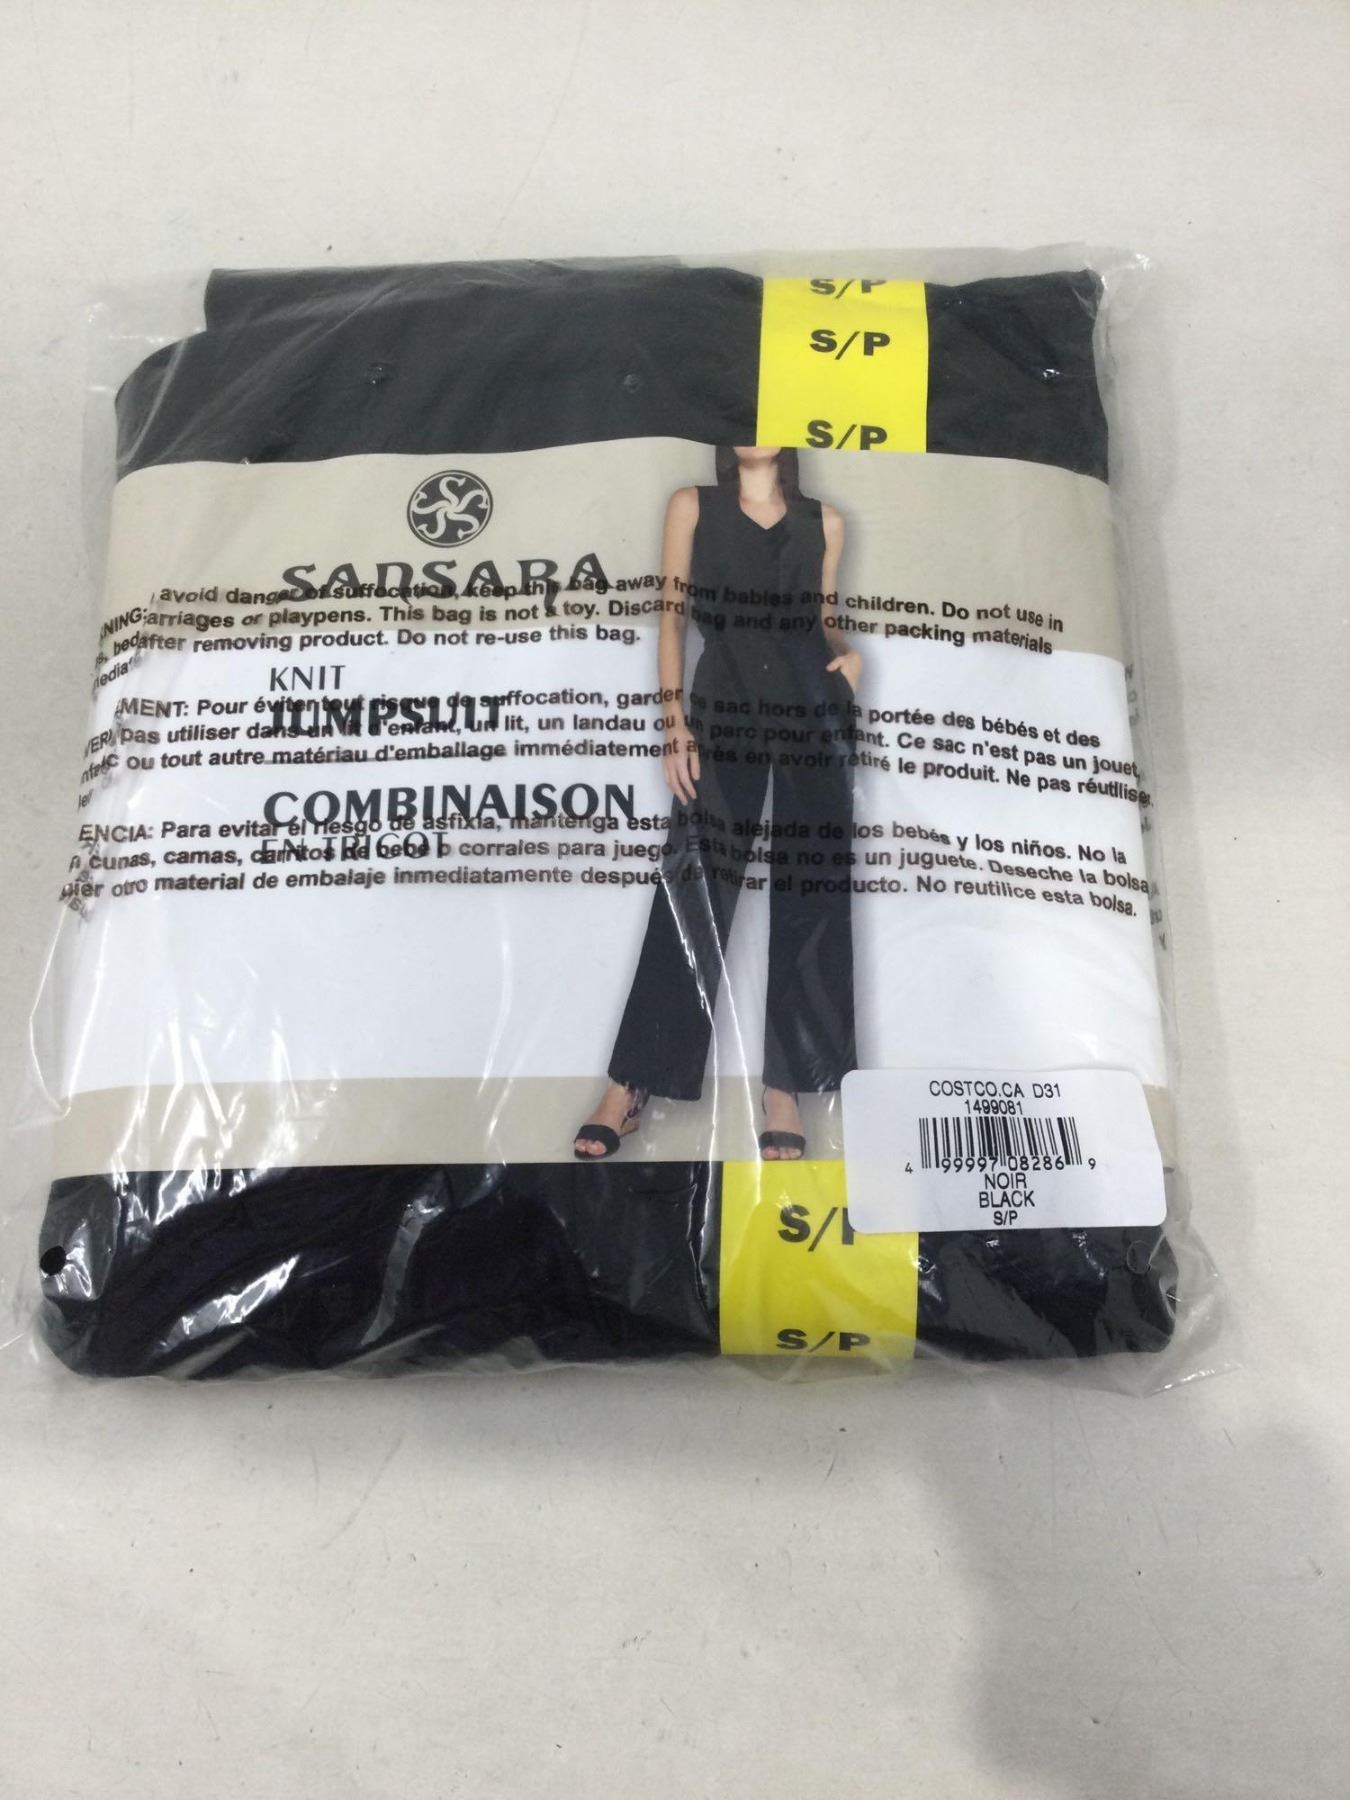 S/P
S/P
S/P
SANSARA
avoid danger of suffocation, keep this bag away from babies and children. Do not use in
NING: arriages or playpens. This bag is not a toy. Discard bag and any other packing materials
after removing product. Do not re-use this bag.
KNIT
JUMPSUIT
MENT: Pour éviter tout risque de suffocation, garder ce sac hors de la portée des bébés et des
pas utiliser dans un lit d'enfant, un lit, un landau ou un parc pour enfant. Ce sac n'est pas un jouet,
ou tout autre matériau d'emballage immédiatement après en avoir retiré le produit. Ne pas réutiliser.
COMBINAISON
EN TRICOT
ENCIA: Para evitar el riesgo de asfixia, mantenga esta bolsa alejada de los bebés y los niños. No la
cunas, camas, carritos de bebé o corrales para juego. Esta bolsa no es un juguete. Deseche la bolsa
otro material de embalaje inmediatamente después de retirar el producto. No reutilice esta bolsa.
COSTCO.CA D31
1499081
4 99997 08286 9
NOIR
BLACK
S/P
S/P
S/P